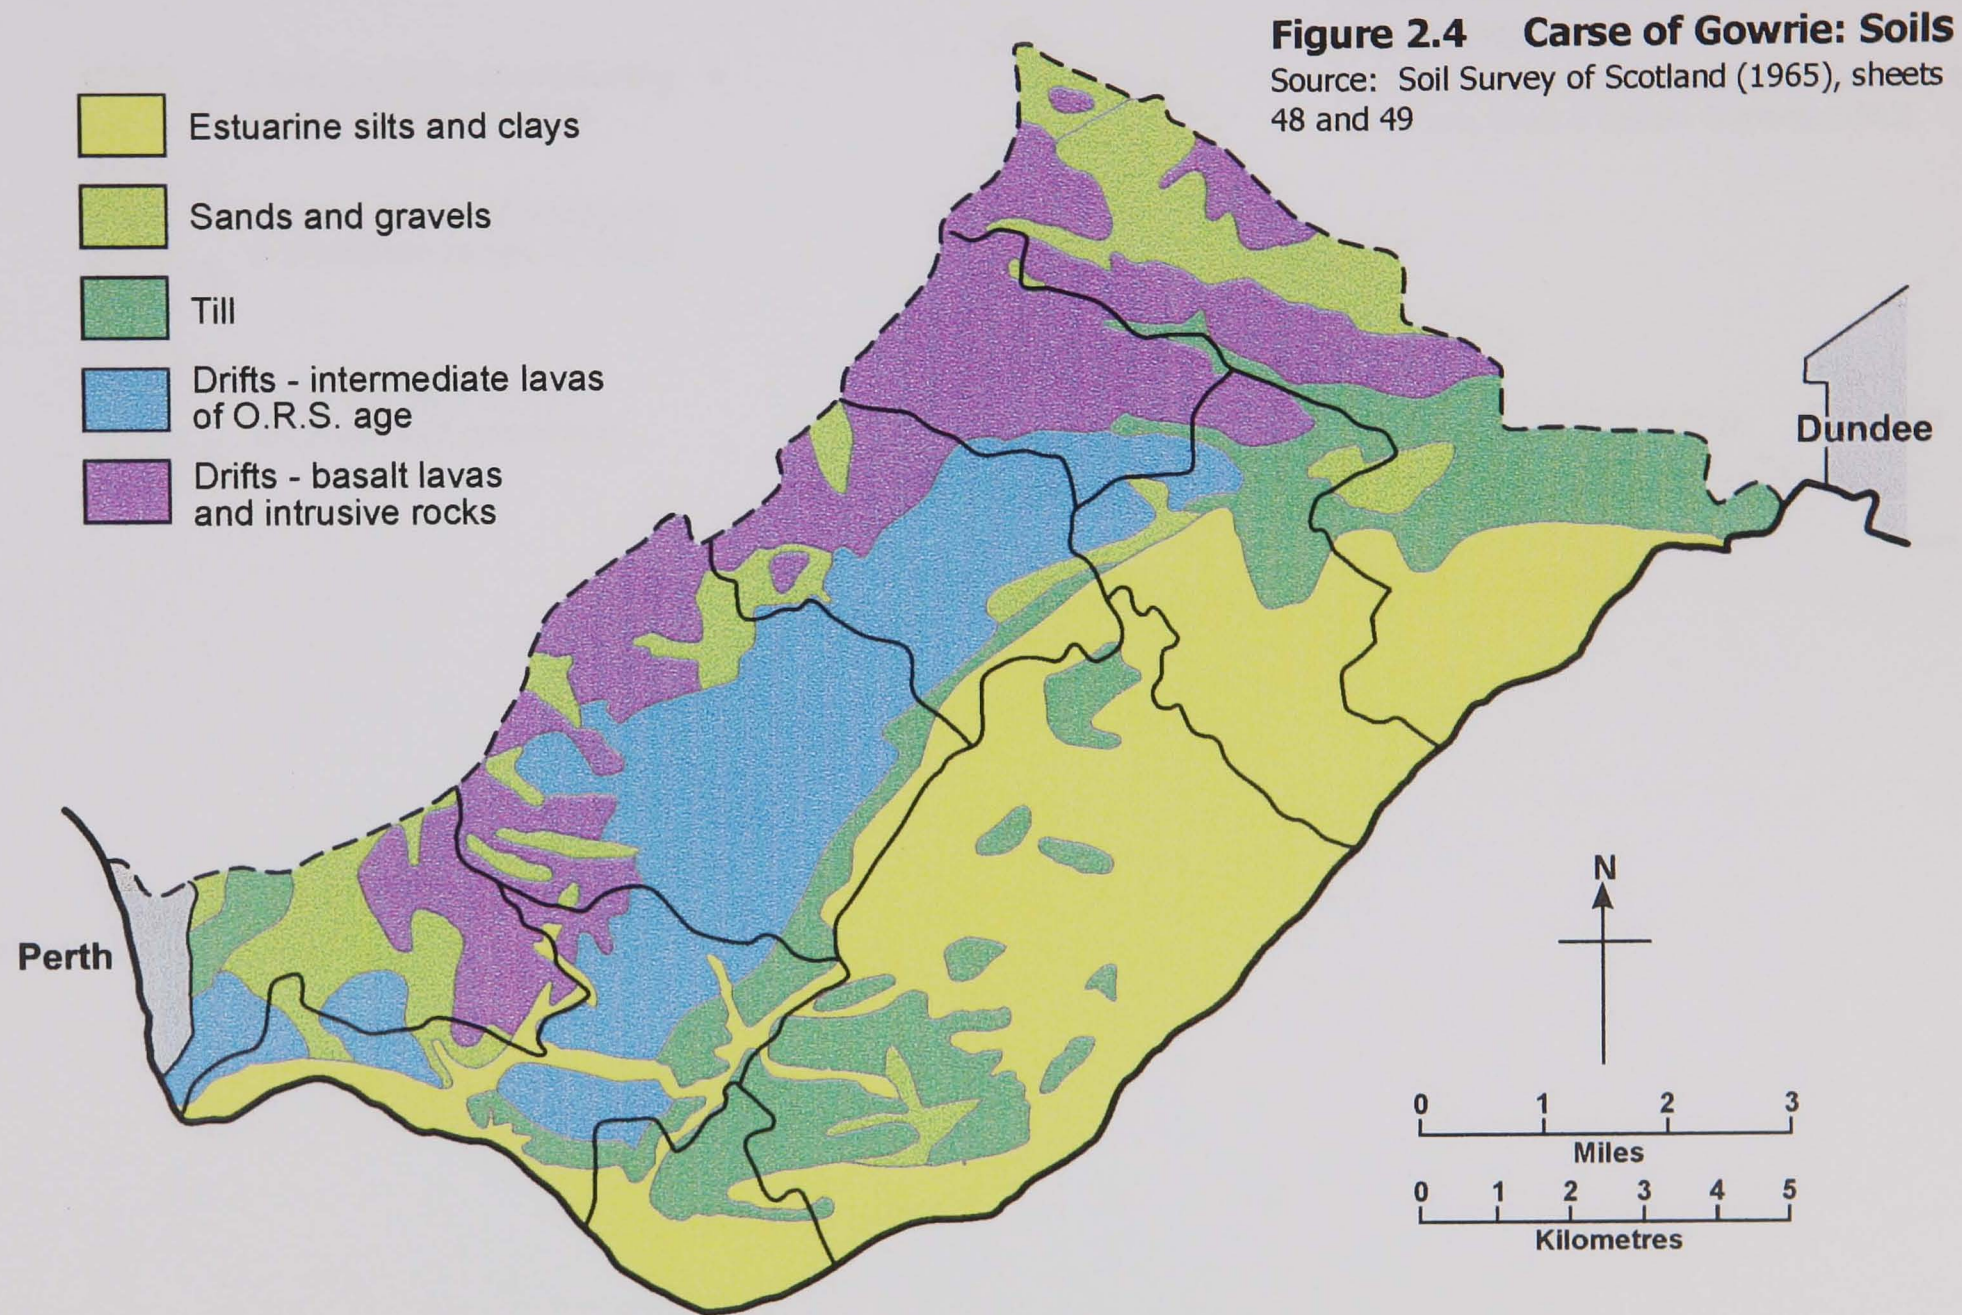 Figure 2.4 Carse of Gowrie: Soils
Source: Soil Survey of Scotland (1965), sheets
48 and 49
Estuarine silts and clays
Sands and gravels
Till
Drifts - intermediate lavas
of O.R.S. age
Drifts - basalt lavas
and intrusive rocks
Dundee
Perth
N
0 1 2 3
Miles
0 1 2 3 4 5
Kilometres